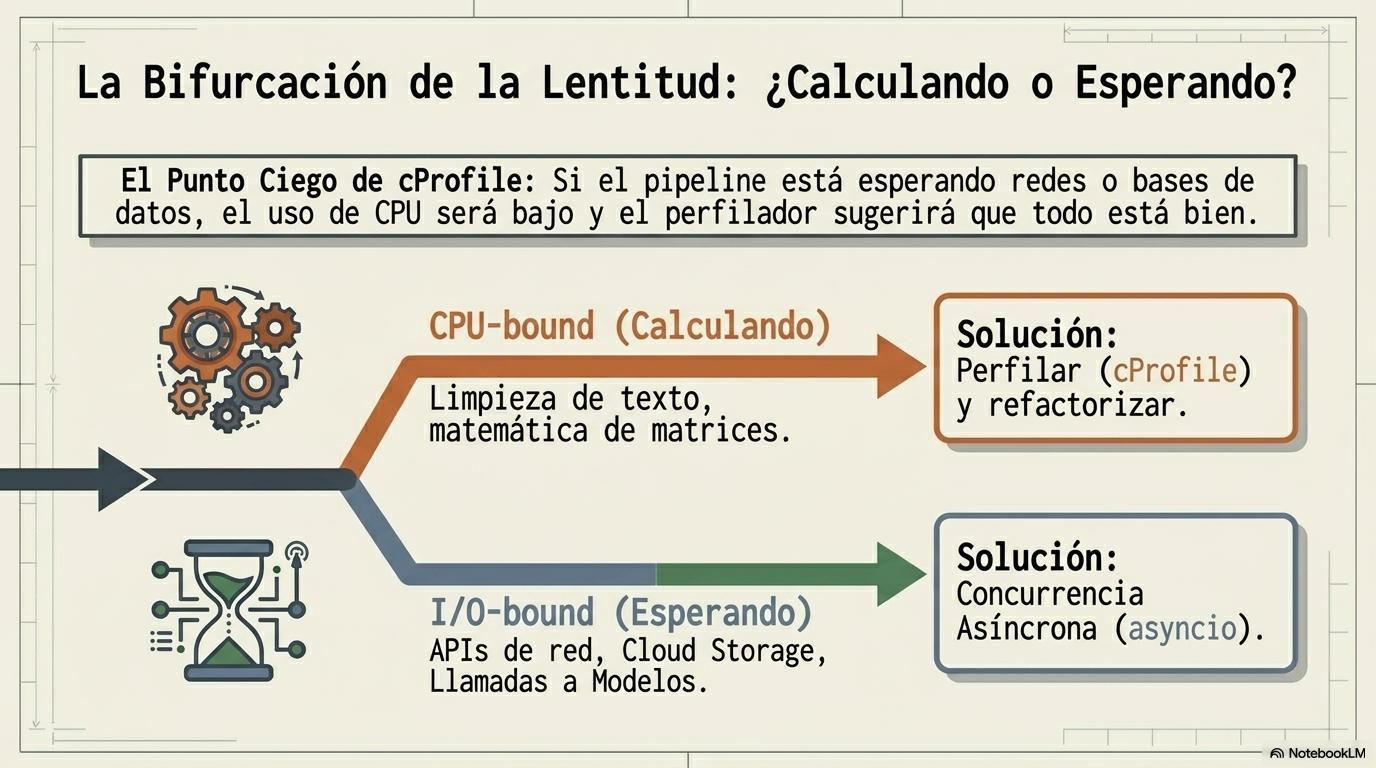 La Bifurcación de la Lentitud: ¿Calculando o Esperando?
El Punto Ciego de cProfile: Si el pipeline está esperando redes o bases de
datos, el uso de CPU será bajo y el perfilador sugerirá que todo está bien.
CPU-bound (Calculando)
Limpieza de texto,
matemática de matrices.
Solución:
Perfilar (cProfile)
y refactorizar.
I/O-bound (Esperando)
APIs de red, Cloud Storage,
Llamadas a Modelos.
Solución:
Concurrencia
Asíncrona (asyncio).
NotebookLM